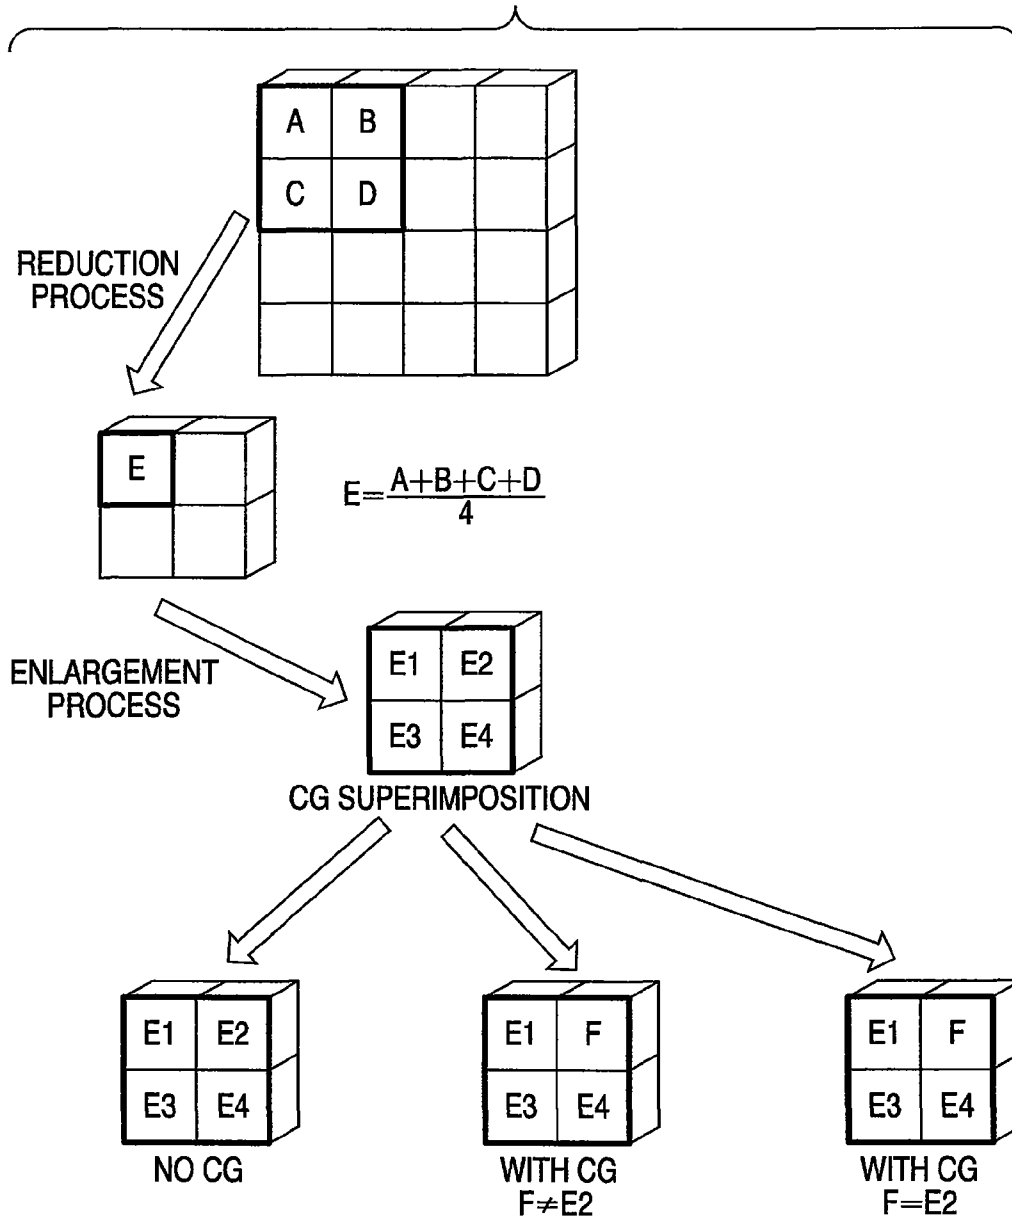 A B
C D
REDUCTION
PROCESS
E
E=A+B+C+D/4
ENLARGEMENT
PROCESS
E1 E2
E3 E4
CG SUPERIMPOSITION
E1 E2
E3 E4
NO CG
E1 F
E3 E4
WITH CG
F≠E2
E1 F
E3 E4
WITH CG
F=E2